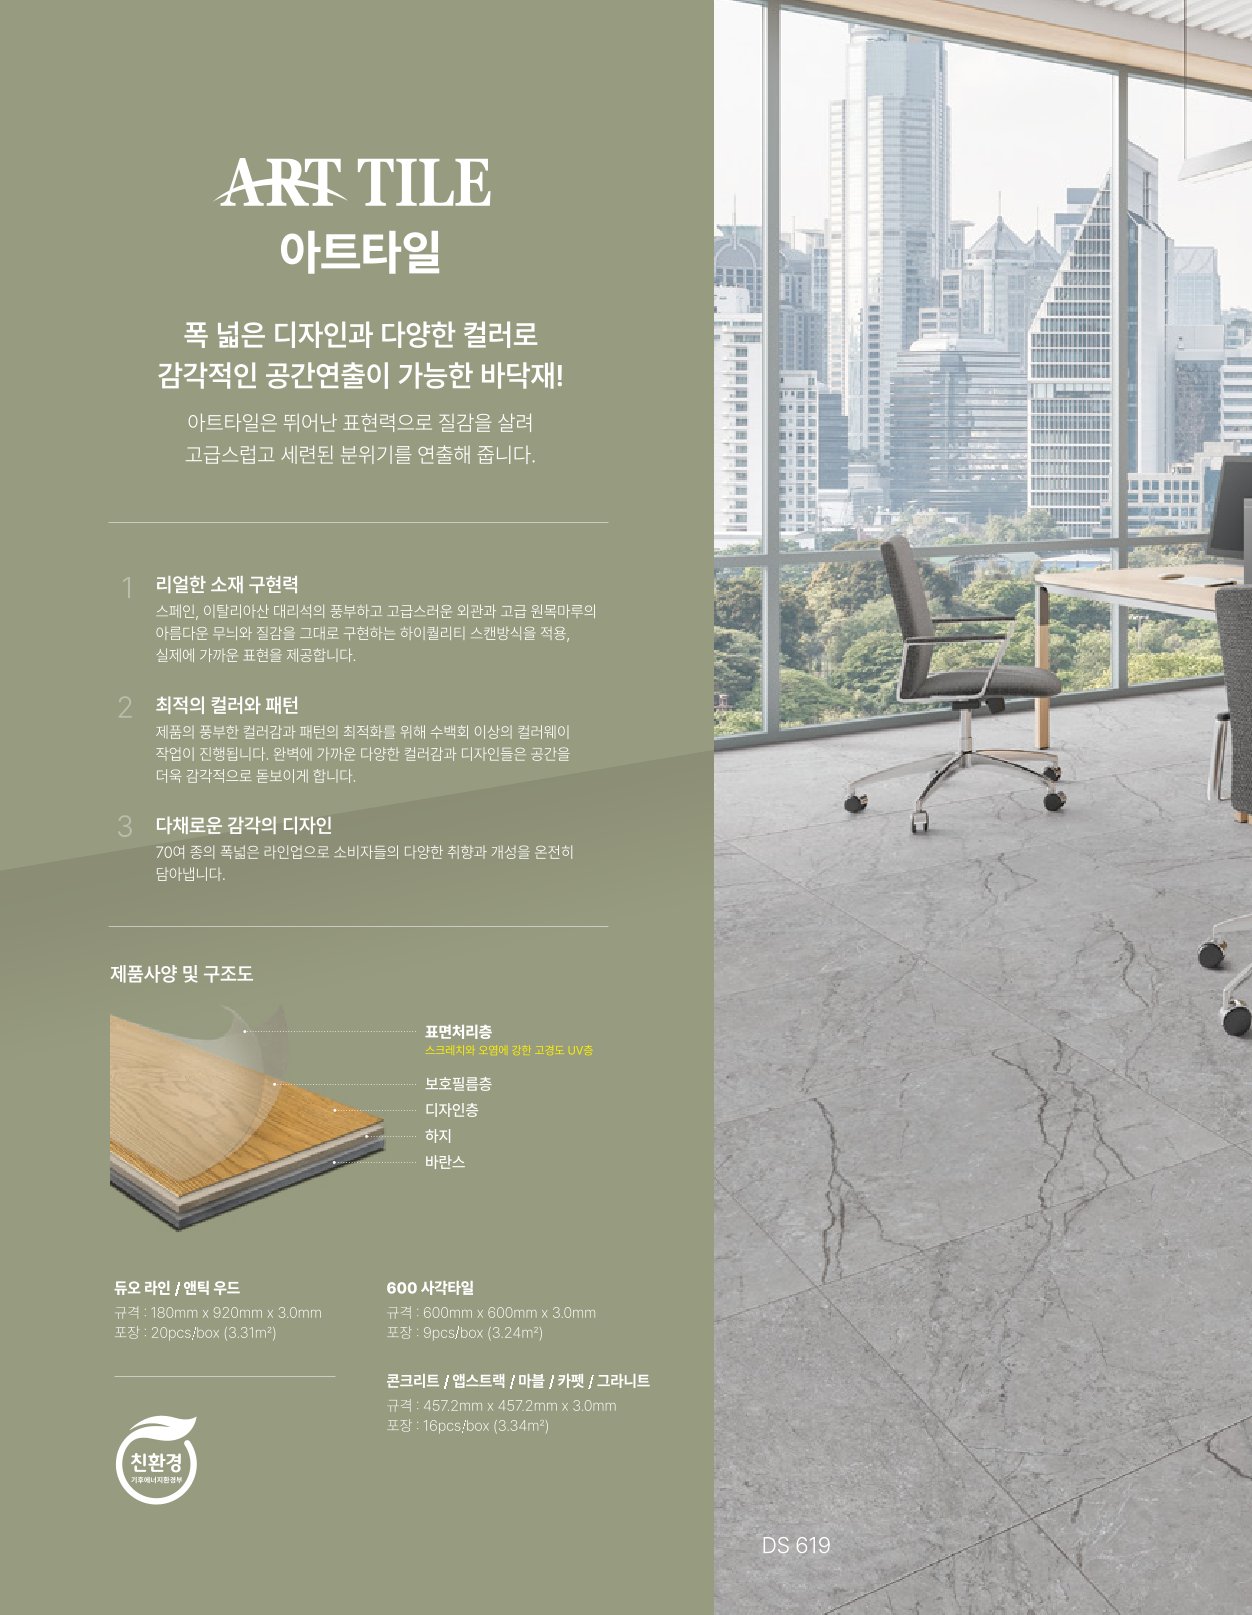 ART TILE
아트타일
폭 넓은 디자인과 다양한 컬러로
감각적인 공간연출이 가능한 바닥재!
아트타일은 뛰어난 표현력으로 질감을 살려
고급스럽고 세련된 분위기를 연출해 줍니다.
1 리얼한 소재 구현력
스페인, 이탈리아산 대리석의 풍부하고 고급스러운 외관과 고급 원목마루의
아름다운 무늬와 질감을 그대로 구현하는 하이퀄리티 스캔방식을 적용,
실제에 가까운 표현을 제공합니다.
2 최적의 컬러와 패턴
제품의 풍부한 컬러감과 패턴의 최적화를 위해 수백회 이상의 컬러웨이
작업이 진행됩니다. 완벽에 가까운 다양한 컬러감과 디자인들은 공간을
더욱 감각적으로 돋보이게 합니다.
3 다채로운 감각의 디자인
70여 종의 폭넓은 라인업으로 소비자들의 다양한 취향과 개성을 온전히
담아냅니다.
제품사양 및 구조도
표면처리층
스크레치와 오염에 강한 고경도 UV층
보호필름층
디자인층
하지
바란스
듀오 라인 / 앤틱 우드
규격 : 180mm x 920mm x 3.0mm
포장 : 20pcs/box (3.31m²)
600 사각타일
규격 : 600mm x 600mm x 3.0mm
포장 : 9pcs/box (3.24m²)
콘크리트 / 앱스트랙 / 마블 / 카펫 / 그라니트
규격 : 457.2mm x 457.2mm x 3.0mm
포장 : 16pcs/box (3.34m²)
친환경
기후에너지환경부
DS 619